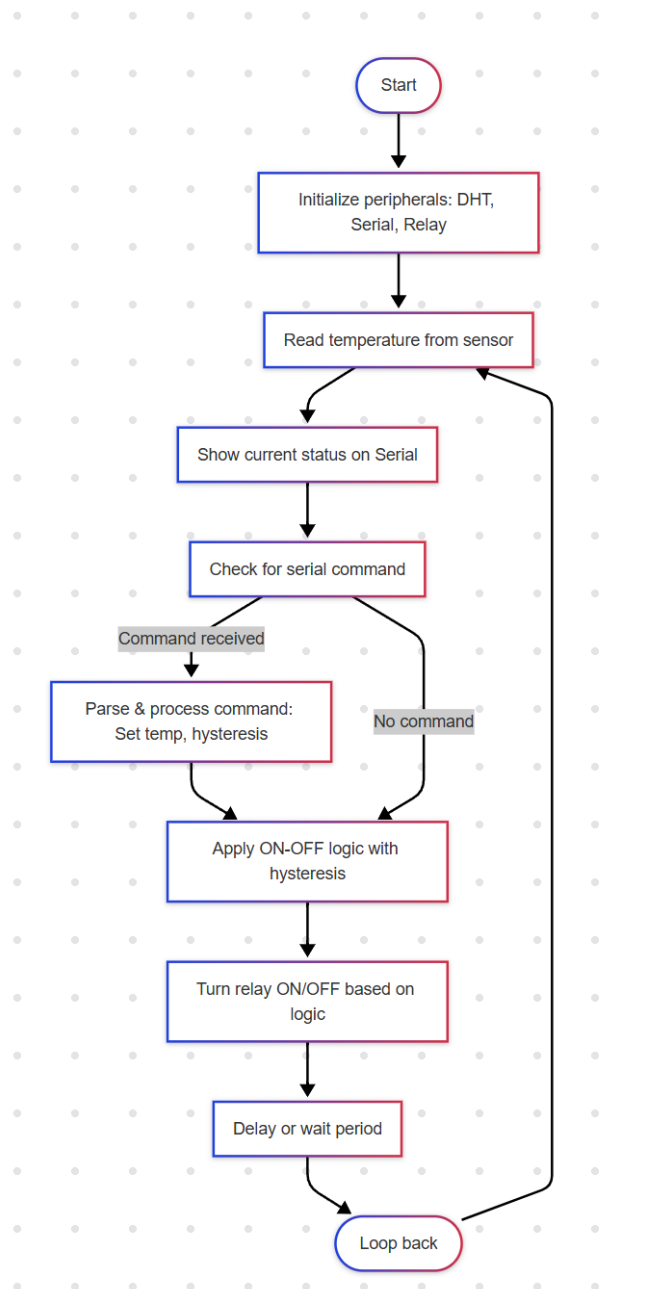 Start
Initialize peripherals: DHT,
Serial, Relay
Read temperature from sensor
Show current status on Serial
Check for serial command
Command received
Parse & process command:
Set temp, hysteresis
No command
Apply ON-OFF logic with
hysteresis
Turn relay ON/OFF based on
logic
Delay or wait period
Loop back